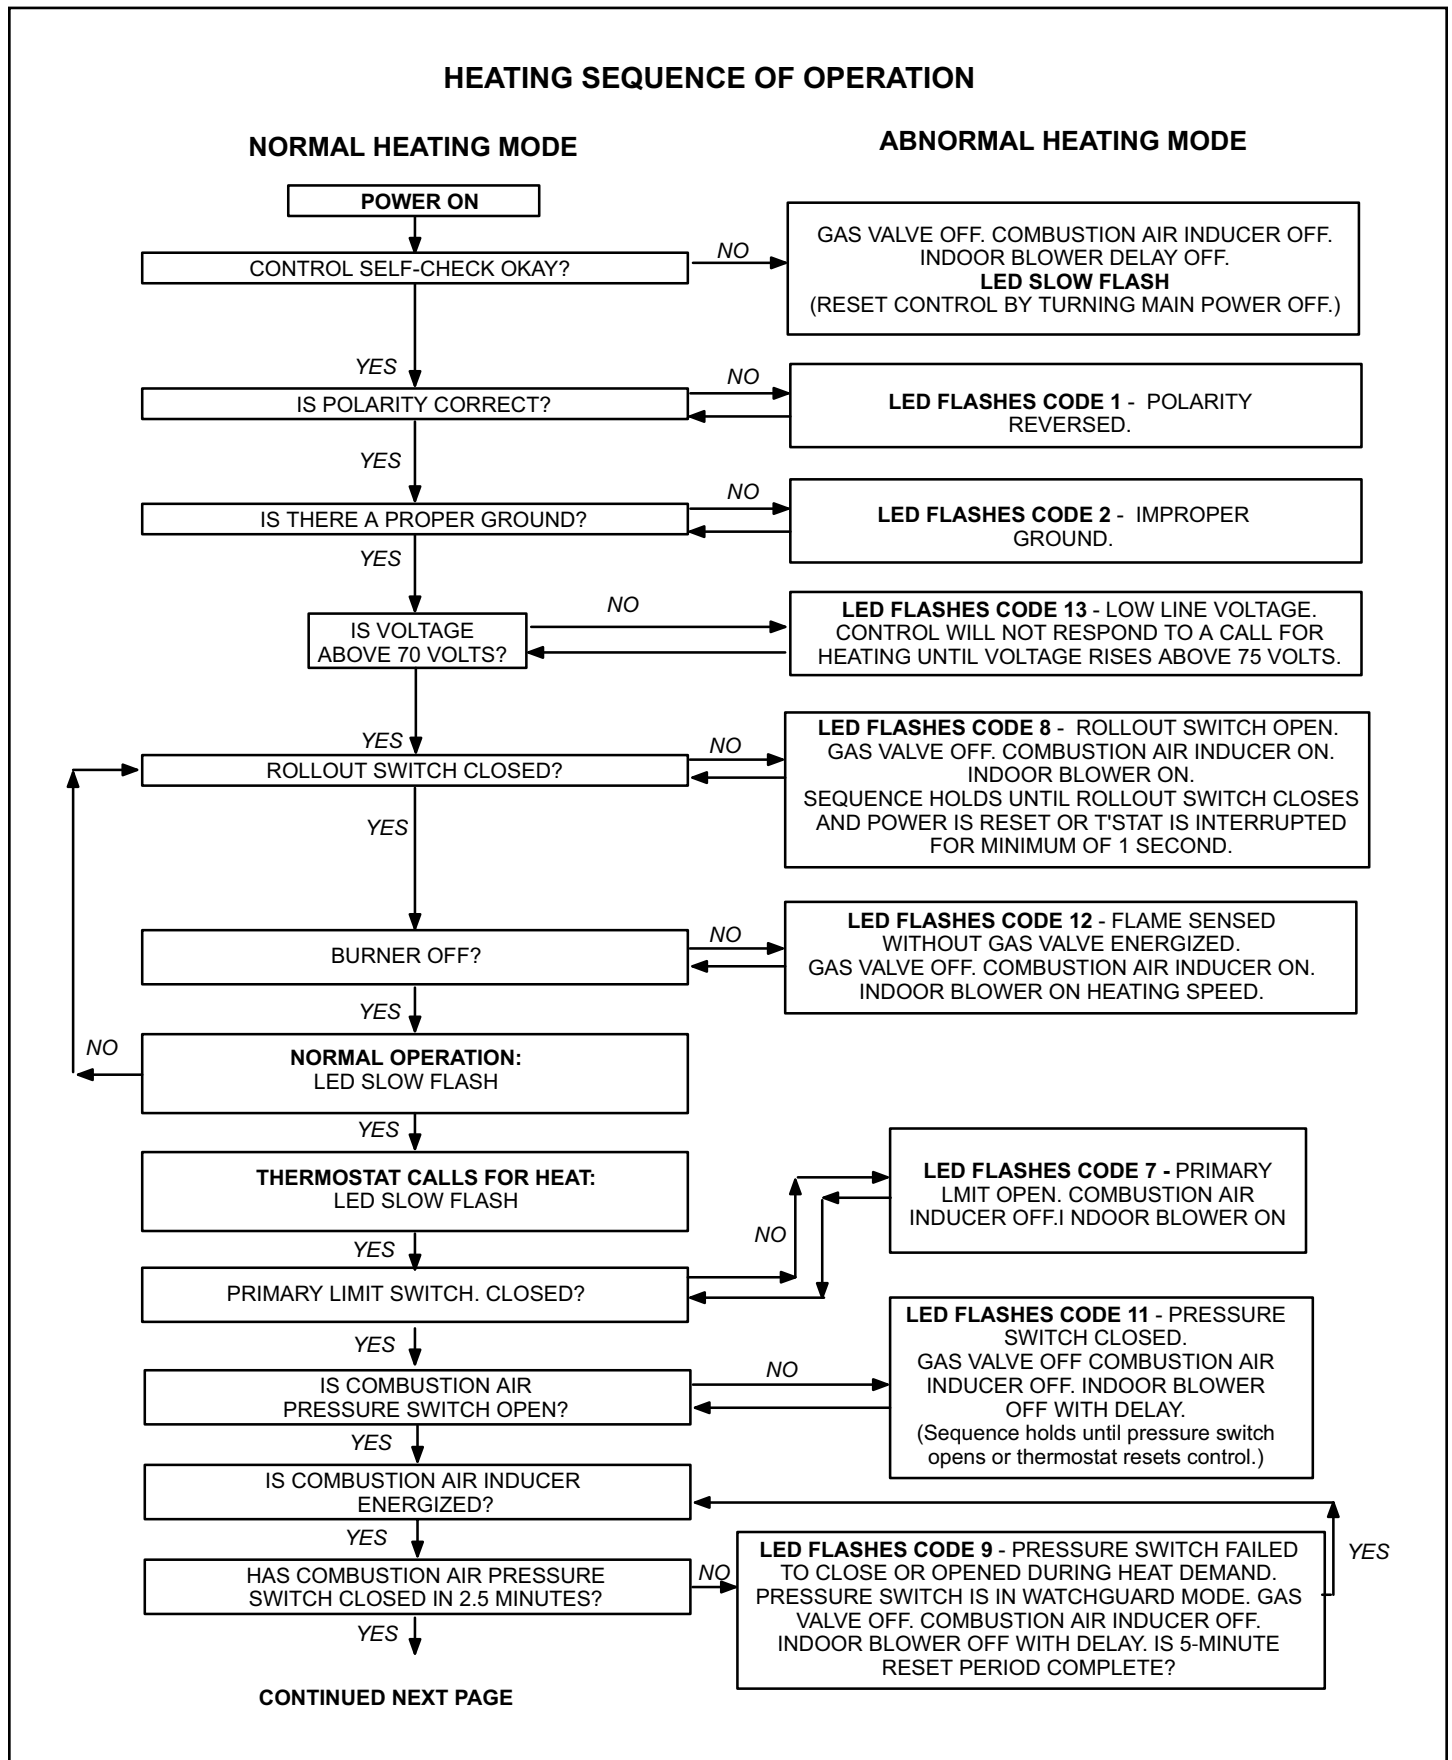 HEATING SEQUENCE OF OPERATION
NORMAL HEATING MODE
ABNORMAL HEATING MODE
POWER ON
CONTROL SELF-CHECK OKAY?
NO
GAS VALVE OFF. COMBUSTION AIR INDUCER OFF.
INDOOR BLOWER DELAY OFF.
LED SLOW FLASH
(RESET CONTROL BY TURNING MAIN POWER OFF.)
YES
IS POLARITY CORRECT?
NO
LED FLASHES CODE 1 - POLARITY
REVERSED.
YES
IS THERE A PROPER GROUND?
NO
LED FLASHES CODE 2 - IMPROPER
GROUND.
YES
IS VOLTAGE
ABOVE 70 VOLTS?
NO
LED FLASHES CODE 13 - LOW LINE VOLTAGE.
CONTROL WILL NOT RESPOND TO A CALL FOR
HEATING UNTIL VOLTAGE RISES ABOVE 75 VOLTS.
YES
ROLLOUT SWITCH CLOSED?
NO
LED FLASHES CODE 8 - ROLLOUT SWITCH OPEN.
GAS VALVE OFF. COMBUSTION AIR INDUCER ON.
INDOOR BLOWER ON.
SEQUENCE HOLDS UNTIL ROLLOUT SWITCH CLOSES
AND POWER IS RESET OR T'STAT IS INTERRUPTED
FOR MINIMUM OF 1 SECOND.
YES
BURNER OFF?
NO
LED FLASHES CODE 12 - FLAME SENSED
WITHOUT GAS VALVE ENERGIZED.
GAS VALVE OFF. COMBUSTION AIR INDUCER ON.
INDOOR BLOWER ON HEATING SPEED.
YES
NO
NORMAL OPERATION:
LED SLOW FLASH
YES
THERMOSTAT CALLS FOR HEAT:
LED SLOW FLASH
YES
PRIMARY LIMIT SWITCH. CLOSED?
NO
LED FLASHES CODE 7 - PRIMARY
LMIT OPEN. COMBUSTION AIR
INDUCER OFF.I NDOOR BLOWER ON
YES
IS COMBUSTION AIR
PRESSURE SWITCH OPEN?
NO
LED FLASHES CODE 11 - PRESSURE
SWITCH CLOSED.
GAS VALVE OFF COMBUSTION AIR
INDUCER OFF. INDOOR BLOWER
OFF WITH DELAY.
(Sequence holds until pressure switch
opens or thermostat resets control.)
YES
IS COMBUSTION AIR INDUCER
ENERGIZED?
YES
HAS COMBUSTION AIR PRESSURE
SWITCH CLOSED IN 2.5 MINUTES?
NO
LED FLASHES CODE 9 - PRESSURE SWITCH FAILED
TO CLOSE OR OPENED DURING HEAT DEMAND.
PRESSURE SWITCH IS IN WATCHGUARD MODE. GAS
VALVE OFF. COMBUSTION AIR INDUCER OFF.
INDOOR BLOWER OFF WITH DELAY. IS 5-MINUTE
RESET PERIOD COMPLETE?
YES
YES
CONTINUED NEXT PAGE